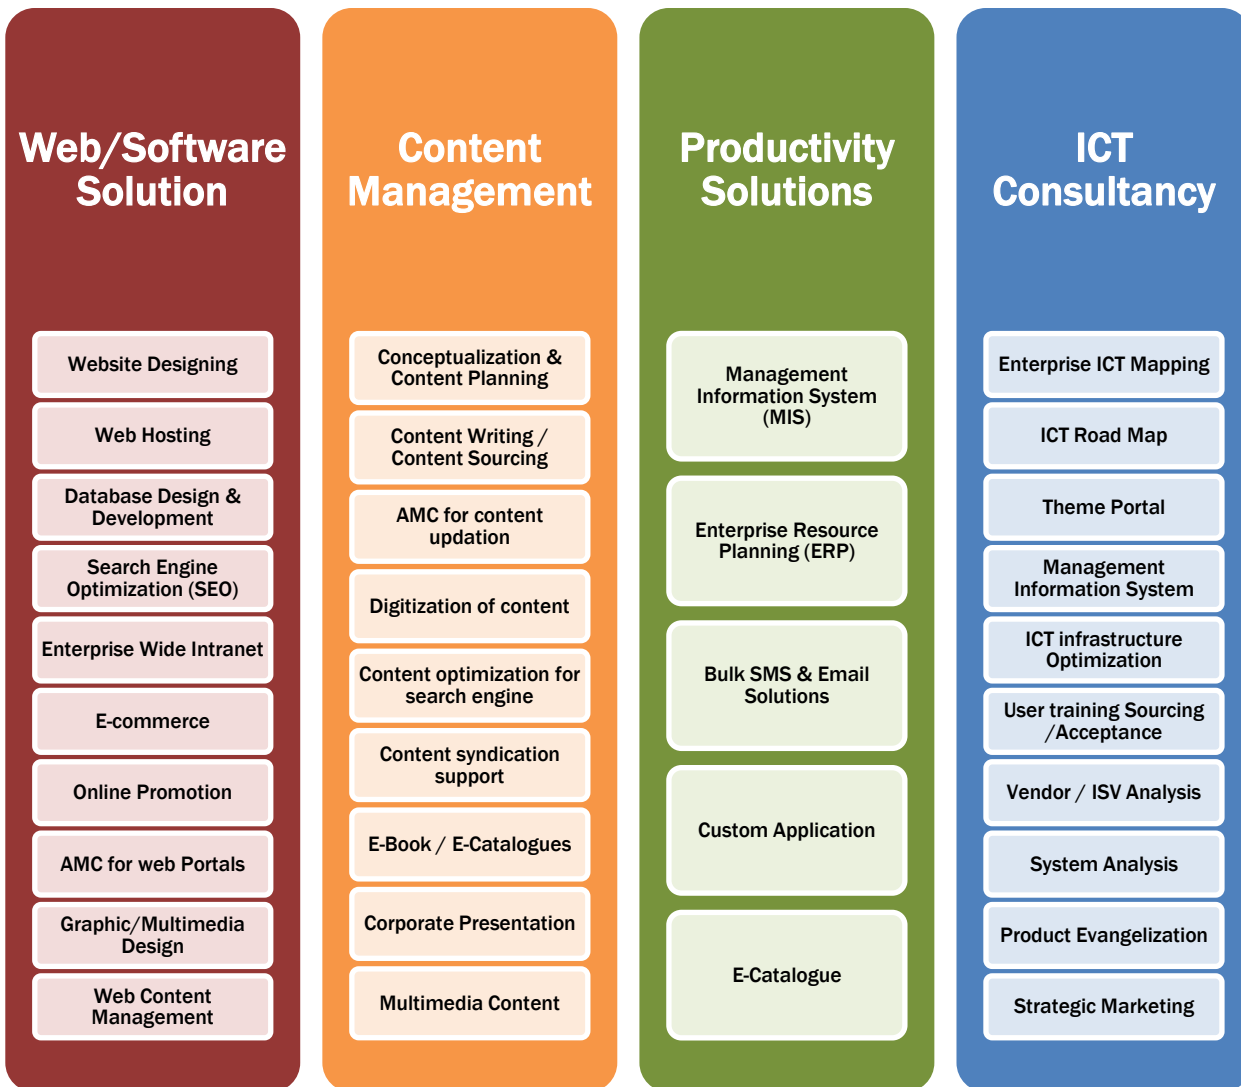 Web/Software
Solution
Website Designing
Web Hosting
Database Design &
Development
Search Engine
Optimization (SEO)
Enterprise Wide Intranet
E-commerce
Online Promotion
AMC for web Portals
Graphic/Multimedia
Design
Web Content
Management
Content
Management
Conceptualization &
Content Planning
Content Writing /
Content Sourcing
AMC for content
updation
Digitization of content
Content optimization for
search engine
Content syndication
support
E-Book / E-Catalogues
Corporate Presentation
Multimedia Content
Productivity
Solutions
Management
Information System
(MIS)
Enterprise Resource
Planning (ERP)
Bulk SMS & Email
Solutions
Custom Application
E-Catalogue
ICT
Consultancy
Enterprise ICT Mapping
ICT Road Map
Theme Portal
Management
Information System
ICT infrastructure
Optimization
User training Sourcing
/Acceptance
Vendor / ISV Analysis
System Analysis
Product Evangelization
Strategic Marketing